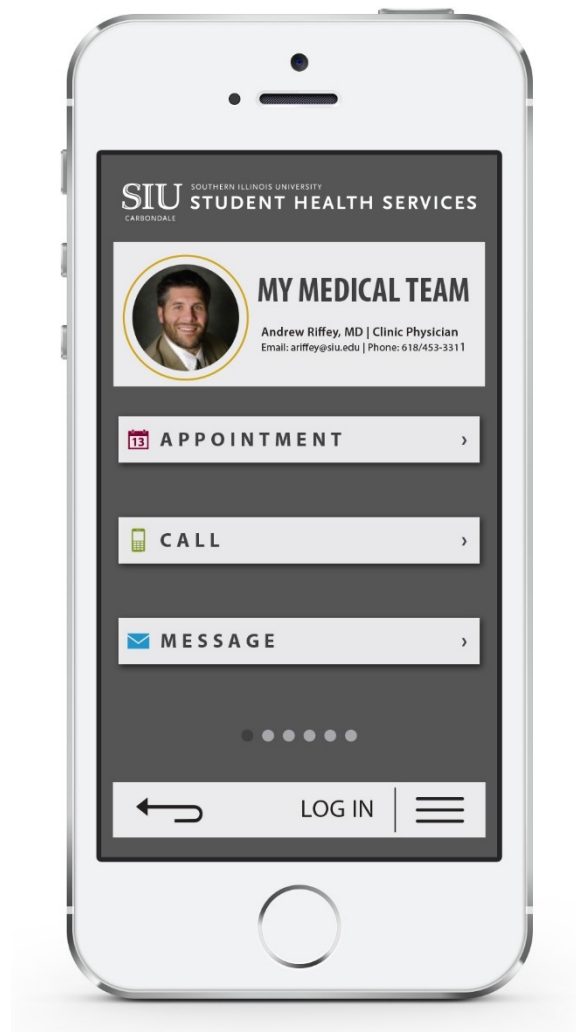 SIU SOUTHERN ILLINOIS UNIVERSITY
STUDENT HEALTH SERVICES
CARBONDALE
MY MEDICAL TEAM
Andrew Riffey, MD | Clinic Physician
Email: ariffey@siu.edu | Phone: 618/453-3311
13 APPOINTMENT ›
CALL ›
MESSAGE ›
LOG IN